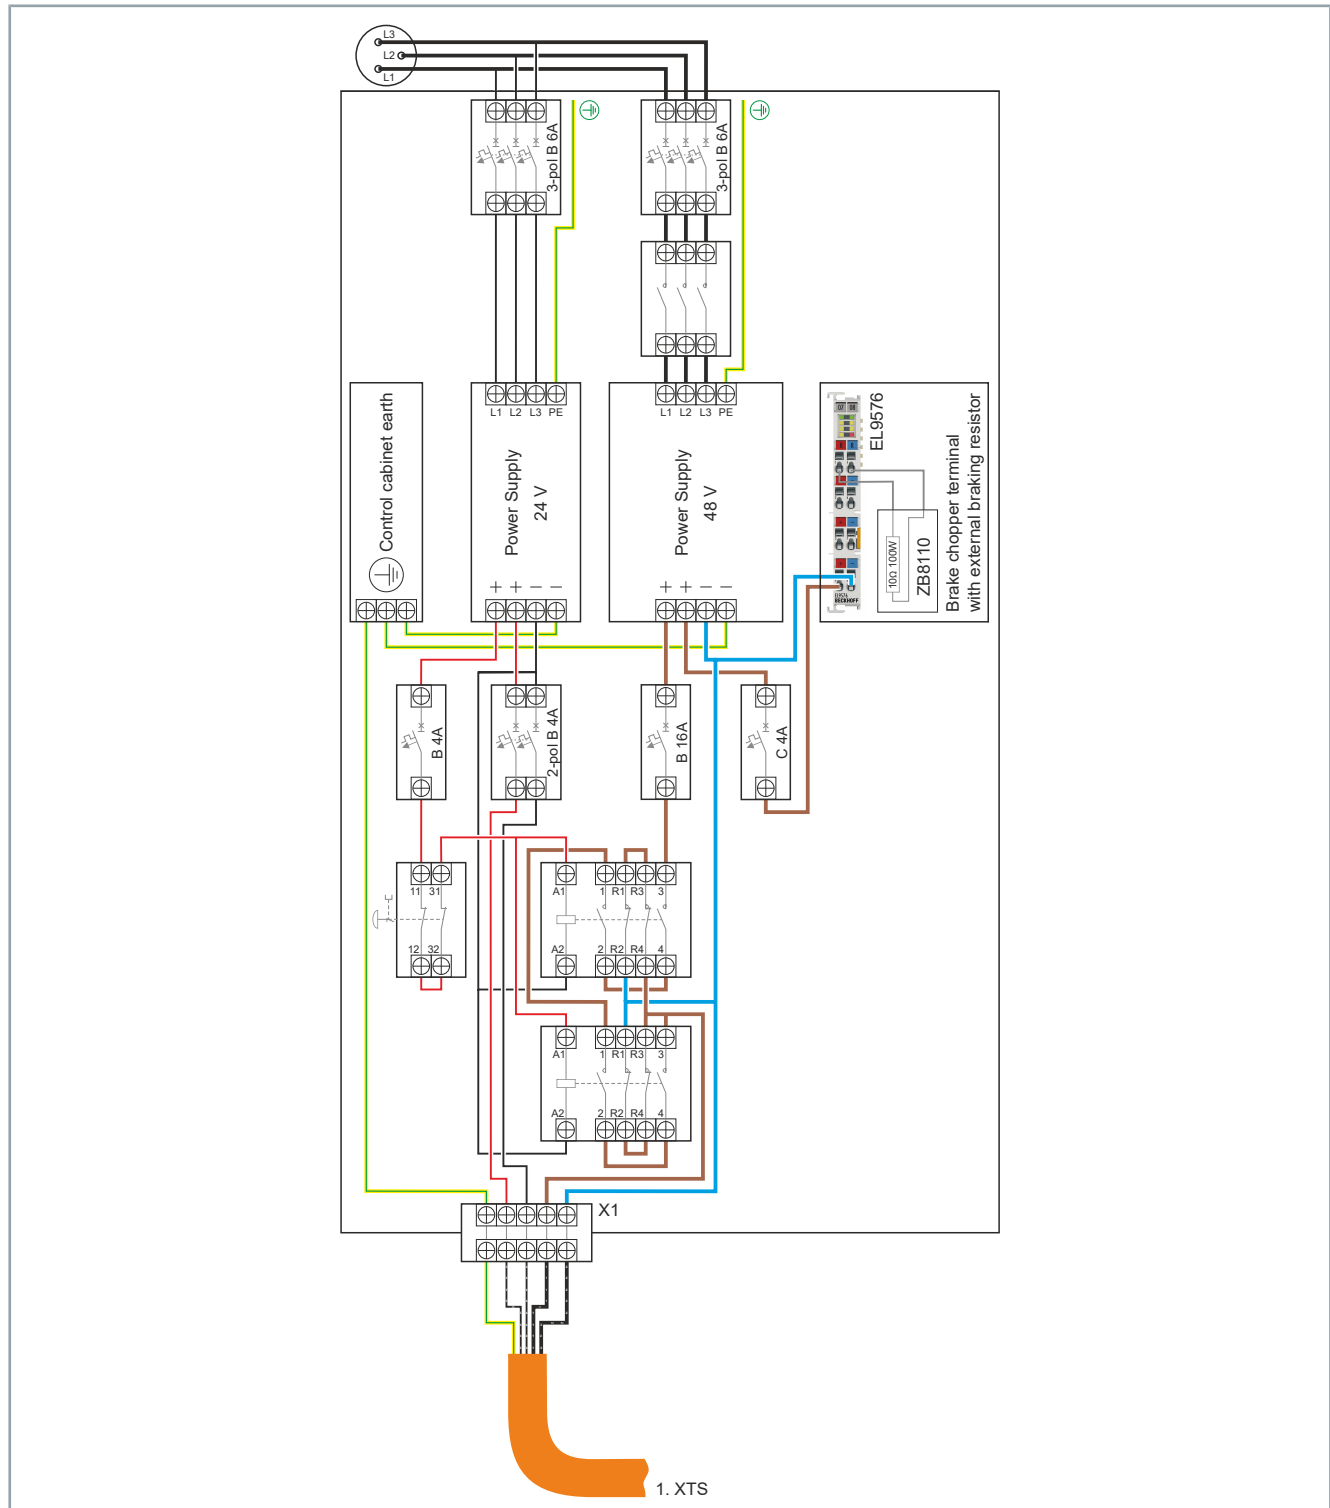 L3
L2
L1
3-pol B 6A
3-pol B 6A
Control cabinet earth
L1 L2 L3 PE
Power Supply
24 V
+ + − −
L1 L2 L3 PE
Power Supply
48 V
+ + − −
07 08
EL9576
BECKHOFF
10Ω 100W
ZB8110
Brake chopper terminal
with external braking resistor
B 4A
2-pol B 4A
B 16A
C 4A
11 31
12 32
A1 1 R1 R3 3
A2 2 R2 R4 4
A1 1 R1 R3 3
A2 2 R2 R4 4
X1
1. XTS